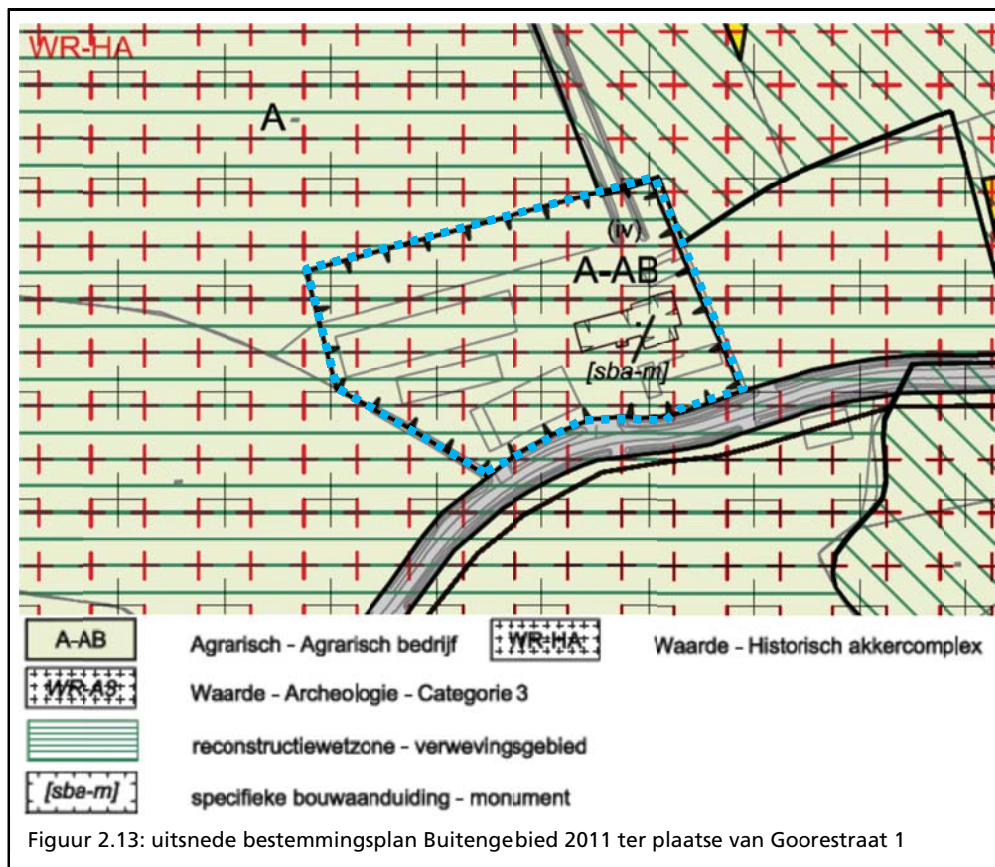 WR-HA
A
(iv)
A-AB
[sba-m]
A-AB Agrarisch - Agrarisch bedrijf WR-HA Waarde - Historisch akkercomplex
WR-A3 Waarde - Archeologie - Categorie 3
reconstructiewetzone - verwevingsgebied
[sba-m] specifieke bouwaanduiding - monument
Figuur 2.13: uitsnede bestemmingsplan Buitengebied 2011 ter plaatse van Goorestraat 1